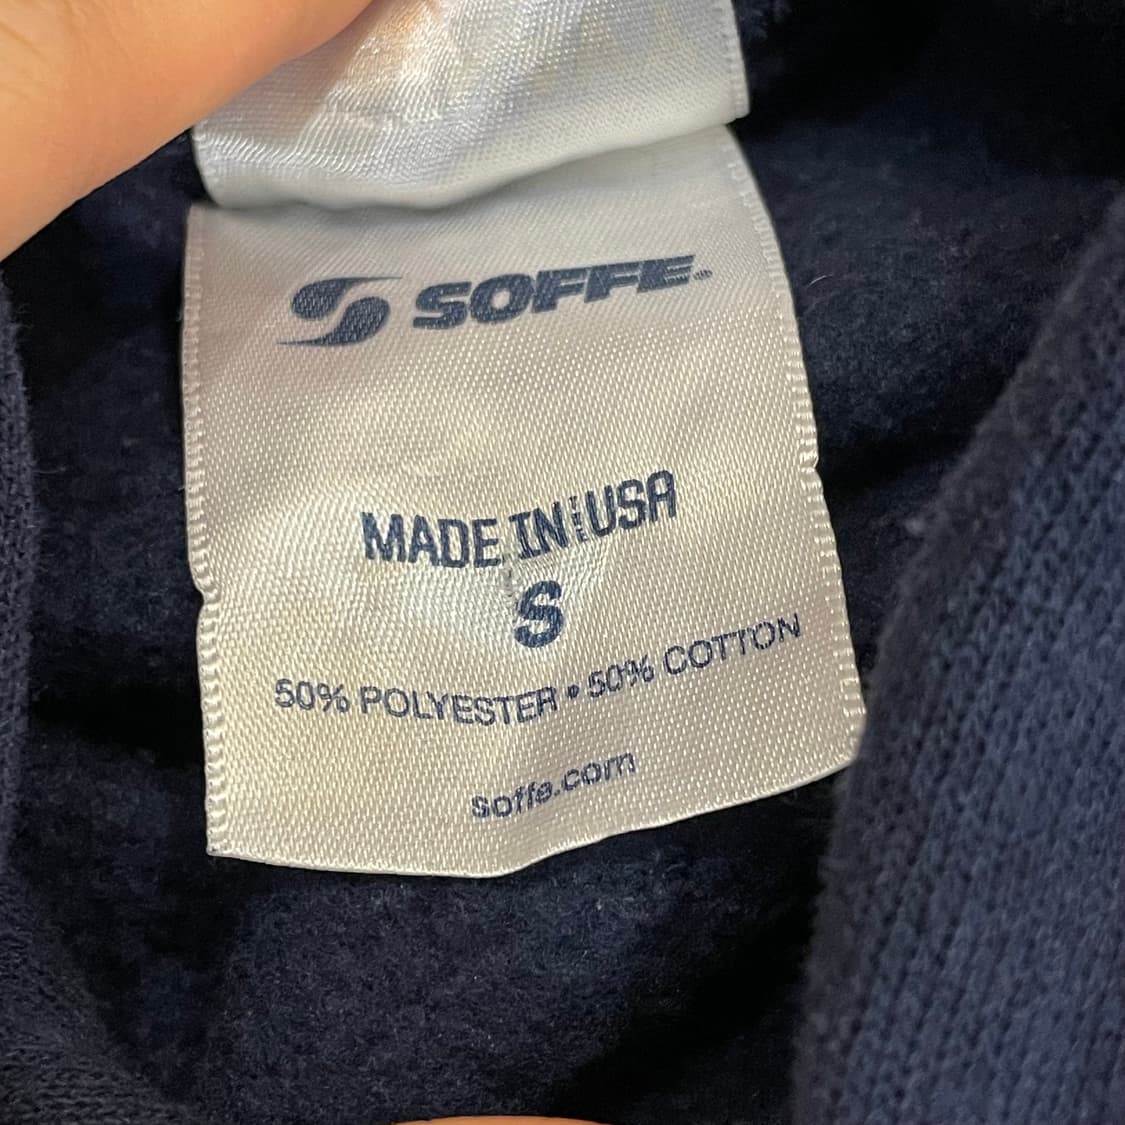 SOFFE
MADE IN USA
S
50% POLYESTER • 50% COTTON
soffe.com